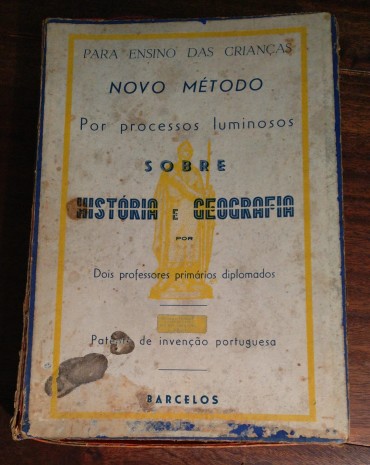 PARA ENSINO DAS CRIANÇAS
NOVO MÉTODO
Por processos luminosos
SOBRE
HISTÓRIA E GEOGRAFIA
POR
Dois professores primários diplomados
Patente de invenção portuguesa
BARCELOS